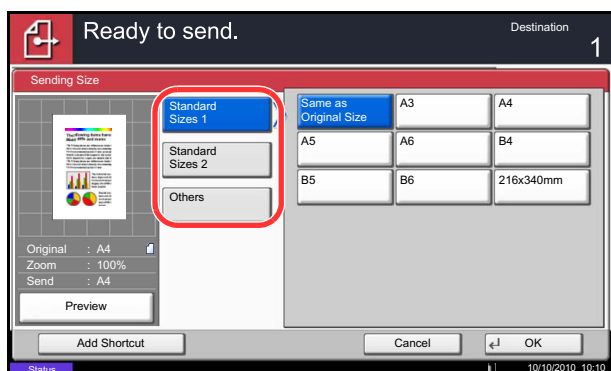 Ready to send.
Destination
1
Sending Size
Standard
Sizes 1
Standard
Sizes 2
Others
Same as
Original Size
A3
A4
A5
A6
B4
B5
B6
216x340mm
Original : A4
Zoom : 100%
Send : A4
Preview
Add Shortcut
Cancel
OK
Status
10/10/2010 10:10